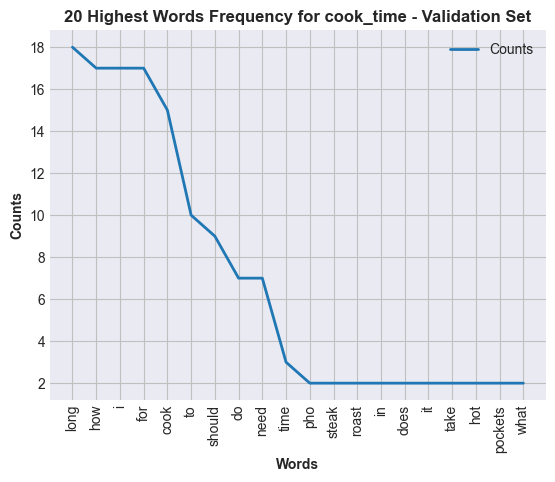 20 Highest Words Frequency for cook_time - Validation Set
Counts
18
16
14
12
10
8
6
4
2
Counts
long
how
i
for
cook
to
should
do
need
time
pho
steak
roast
in
does
it
take
hot
pockets
what
Words